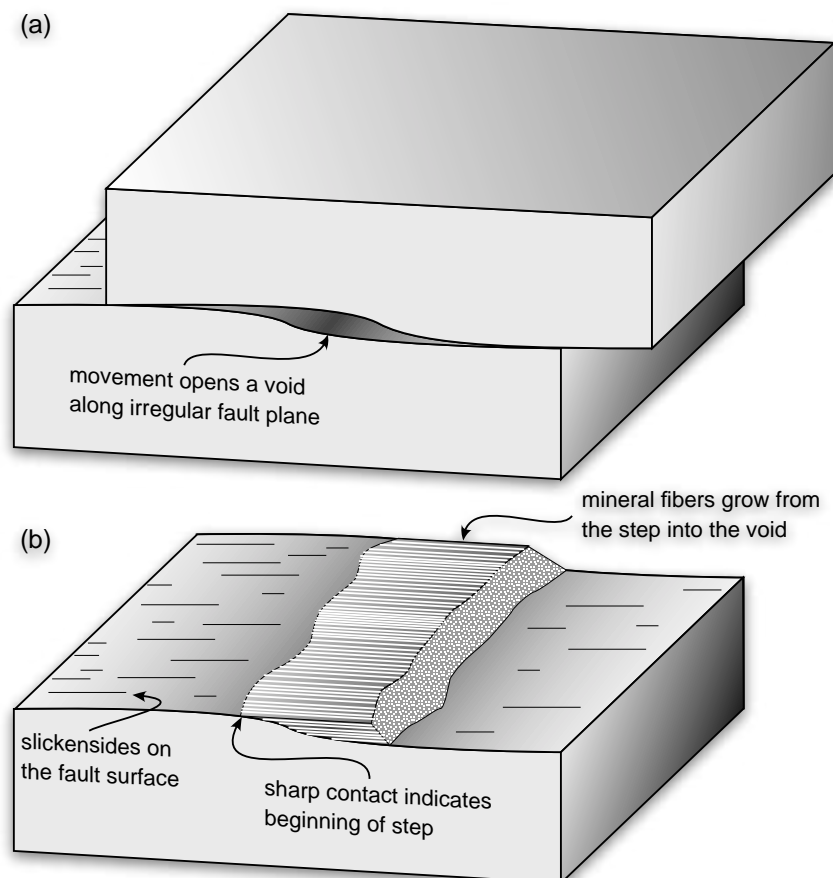 (a)
movement opens a void
along irregular fault plane
mineral fibers grow from
the step into the void
(b)
slickensides on
the fault surface
sharp contact indicates
beginning of step